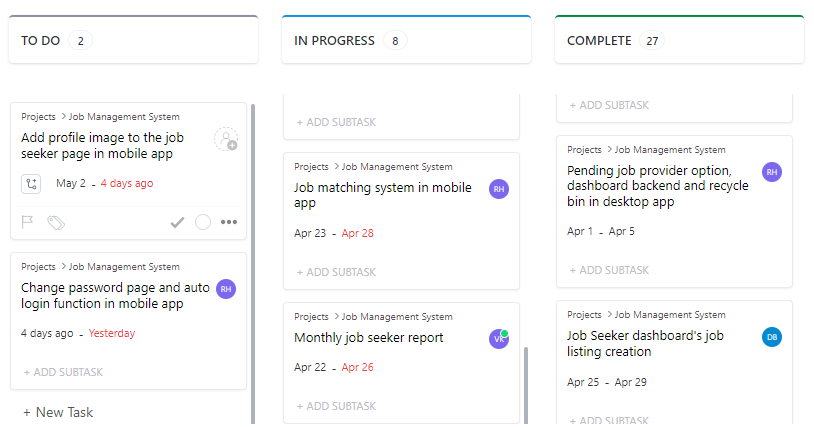 TO DO 2
Projects > Job Management System
Add profile image to the job
seeker page in mobile app
May 2 - 4 days ago
Projects > Job Management System
Change password page and auto
login function in mobile app
RH
4 days ago - Yesterday
+ ADD SUBTASK
+ New Task
IN PROGRESS 8
+ ADD SUBTASK
Projects > Job Management System
Job matching system in mobile
app
RH
Apr 23 - Apr 28
+ ADD SUBTASK
Projects > Job Management System
Monthly job seeker report
VK
Apr 22 - Apr 26
+ ADD SUBTASK
COMPLETE 27
+ ADD SUBTASK
Projects > Job Management System
Pending job provider option,
dashboard backend and recycle
bin in desktop app
RH
Apr 1 - Apr 5
+ ADD SUBTASK
Projects > Job Management System
Job Seeker dashboard's job
listing creation
DB
Apr 25 - Apr 29
+ ADD SUBTASK